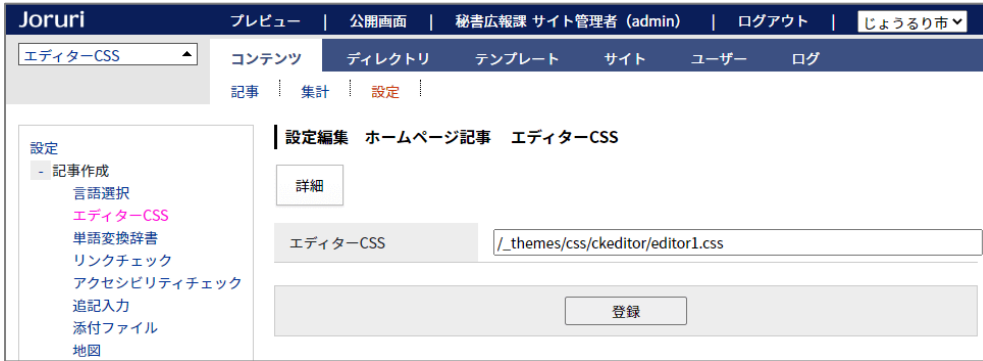 Joruri プレビュー | 公開画面 | 秘書広報課 サイト管理者（admin） | ログアウト | じょうるり市
エディターCSS コンテンツ ディレクトリ テンプレート サイト ユーザー ログ
記事 集計 設定
設定編集 ホームページ記事 エディターCSS
詳細
エディターCSS /_themes/css/ckeditor/editor1.css
登録
設定
- 記事作成
言語選択
エディターCSS
単語変換辞書
リンクチェック
アクセシビリティチェック
追記入力
添付ファイル
地図